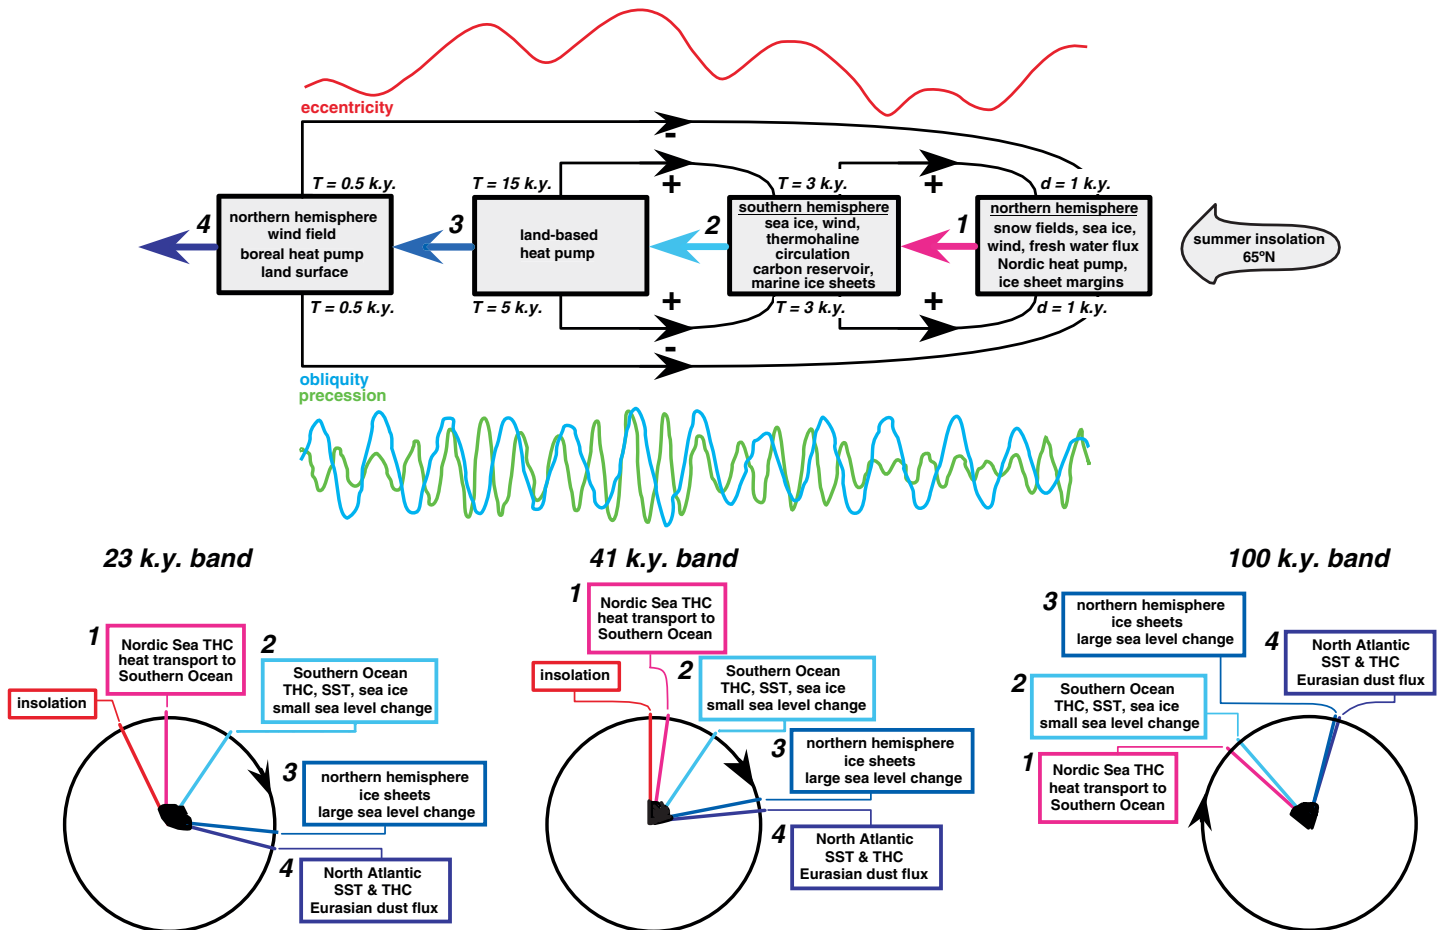 eccentricity
-
T = 0.5 k.y.
T = 15 k.y.
+
T = 3 k.y.
+
d = 1 k.y.
4
northern hemisphere
wind field
boreal heat pump
land surface
3
land-based
heat pump
2
southern hemisphere
sea ice, wind,
thermohaline
circulation
carbon reservoir,
marine ice sheets
1
northern hemisphere
snow fields, sea ice,
wind, fresh water flux
Nordic heat pump,
ice sheet margins
summer insolation
65ºN
T = 0.5 k.y.
T = 5 k.y.
+
T = 3 k.y.
+
d = 1 k.y.
-
obliquity
precession
23 k.y. band
1
Nordic Sea THC
heat transport to
Southern Ocean
2
Southern Ocean
THC, SST, sea ice
small sea level change
insolation
3
northern hemisphere
ice sheets
large sea level change
4
North Atlantic
SST & THC
Eurasian dust flux
41 k.y. band
1
Nordic Sea THC
heat transport to
Southern Ocean
insolation
2
Southern Ocean
THC, SST, sea ice
small sea level change
3
northern hemisphere
ice sheets
large sea level change
4
North Atlantic
SST & THC
Eurasian dust flux
100 k.y. band
3
northern hemisphere
ice sheets
large sea level change
4
North Atlantic
SST & THC
Eurasian dust flux
2
Southern Ocean
THC, SST, sea ice
small sea level change
1
Nordic Sea THC
heat transport to
Southern Ocean